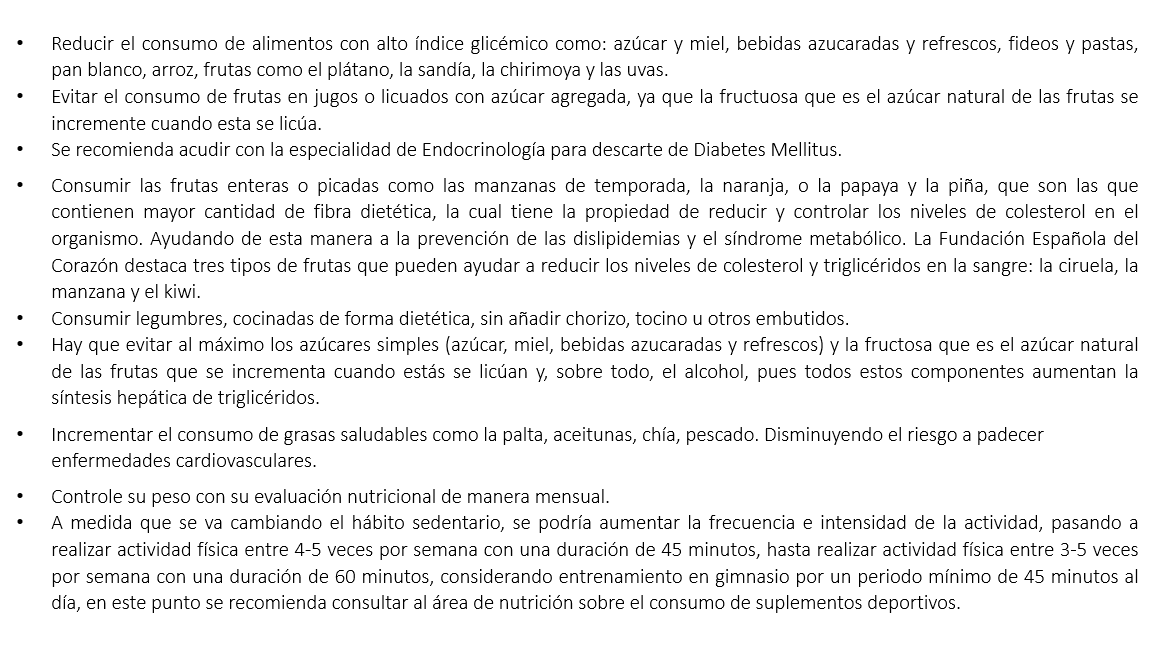 • Reducir el consumo de alimentos con alto índice glicémico como: azúcar y miel, bebidas azucaradas y refrescos, fideos y pastas,
pan blanco, arroz, frutas como el plátano, la sandía, la chirimoya y las uvas.
• Evitar el consumo de frutas en jugos o licuados con azúcar agregada, ya que la fructuosa que es el azúcar natural de las frutas se
incremente cuando esta se licúa.
• Se recomienda acudir con la especialidad de Endocrinología para descarte de Diabetes Mellitus.
• Consumir las frutas enteras o picadas como las manzanas de temporada, la naranja, o la papaya y la piña, que son las que
contienen mayor cantidad de fibra dietética, la cual tiene la propiedad de reducir y controlar los niveles de colesterol en el
organismo. Ayudando de esta manera a la prevención de las dislipidemias y el síndrome metabólico. La Fundación Española del
Corazón destaca tres tipos de frutas que pueden ayudar a reducir los niveles de colesterol y triglicéridos en la sangre: la ciruela, la
manzana y el kiwi.
• Consumir legumbres, cocinadas de forma dietética, sin añadir chorizo, tocino u otros embutidos.
• Hay que evitar al máximo los azúcares simples (azúcar, miel, bebidas azucaradas y refrescos) y la fructosa que es el azúcar natural
de las frutas que se incrementa cuando estás se licúan y, sobre todo, el alcohol, pues todos estos componentes aumentan la
síntesis hepática de triglicéridos.
• Incrementar el consumo de grasas saludables como la palta, aceitunas, chía, pescado. Disminuyendo el riesgo a padecer
enfermedades cardiovasculares.
• Controle su peso con su evaluación nutricional de manera mensual.
• A medida que se va cambiando el hábito sedentario, se podría aumentar la frecuencia e intensidad de la actividad, pasando a
realizar actividad física entre 4-5 veces por semana con una duración de 45 minutos, hasta realizar actividad física entre 3-5 veces
por semana con una duración de 60 minutos, considerando entrenamiento en gimnasio por un periodo mínimo de 45 minutos al
día, en este punto se recomienda consultar al área de nutrición sobre el consumo de suplementos deportivos.